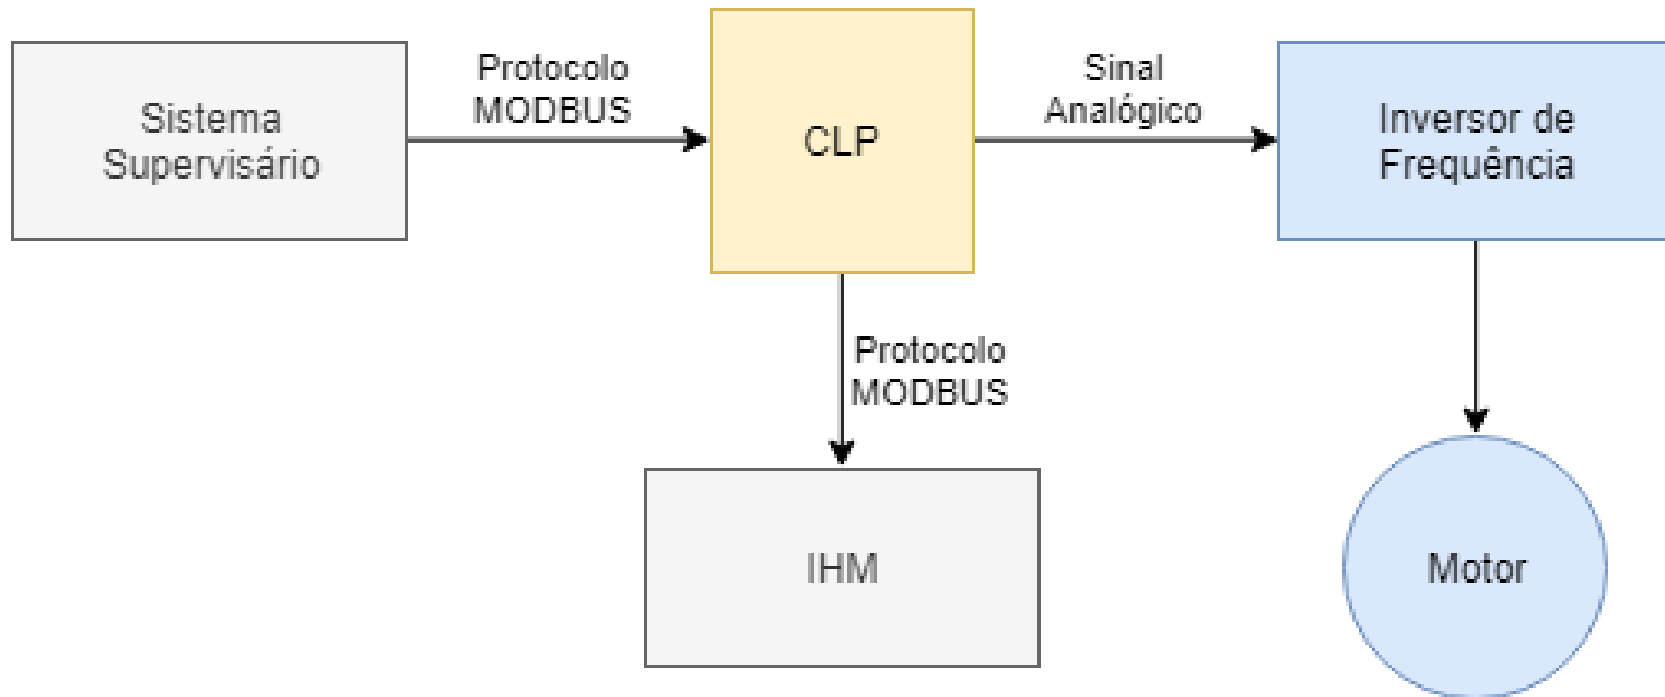 Sistema
Supervisário
Protocolo
MODBUS
CLP
Sinal
Analógico
Inversor de
Frequência
Protocolo
MODBUS
IHM
Motor